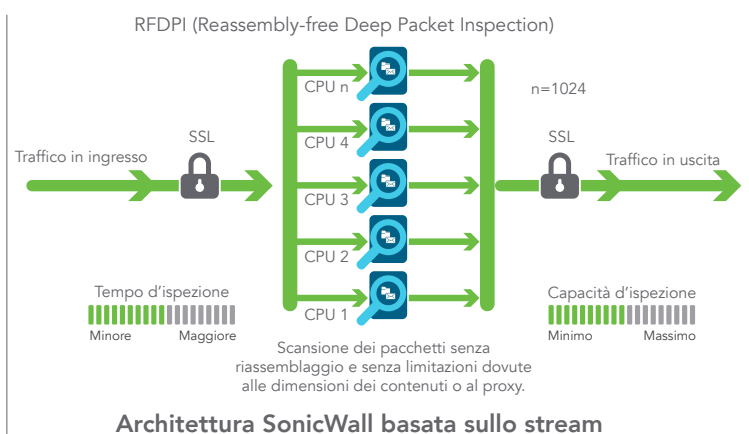 RFDPI (Reassembly-free Deep Packet Inspection)
CPU n
n=1024
CPU 4
SSL
SSL
Traffico in ingresso
Traffico in uscita
CPU 3
CPU 2
Tempo d'ispezione
Minore
Maggiore
CPU 1
Capacità d'ispezione
Minimo
Massimo
Scansione dei pacchetti senza
riassemblaggio e senza limitazioni dovute
alle dimensioni dei contenuti o al proxy.
Architettura SonicWall basata sullo stream